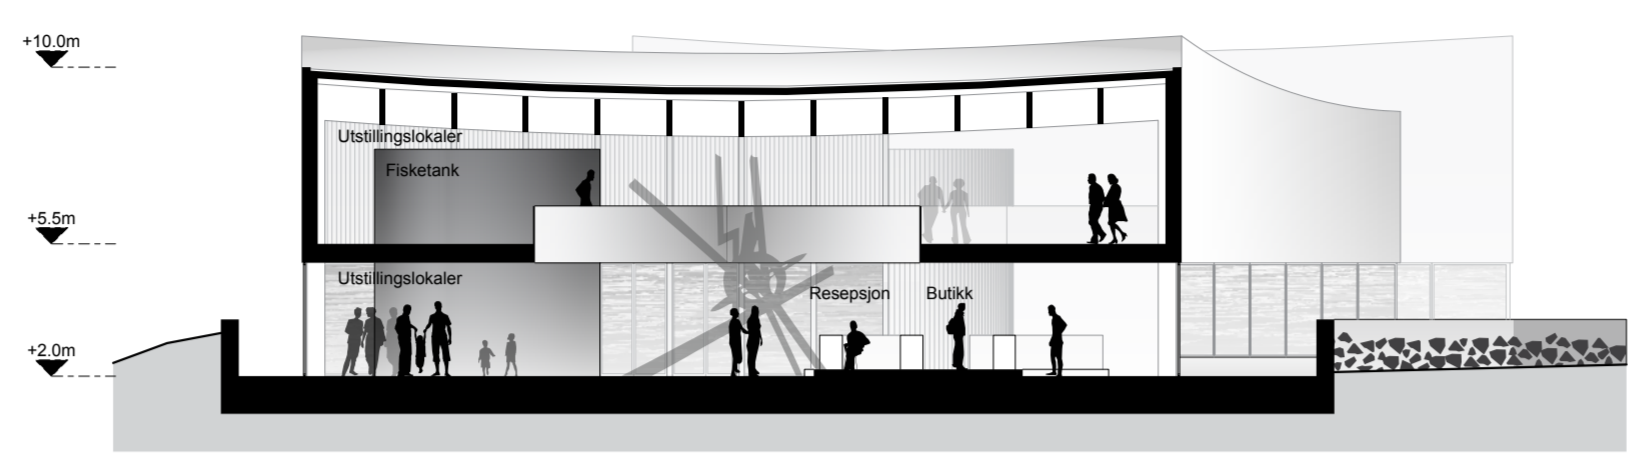 +10.0m
Utstillingslokaler
Fisketank
+5.5m
Utstillingslokaler
Resepsjon
Butikk
+2.0m